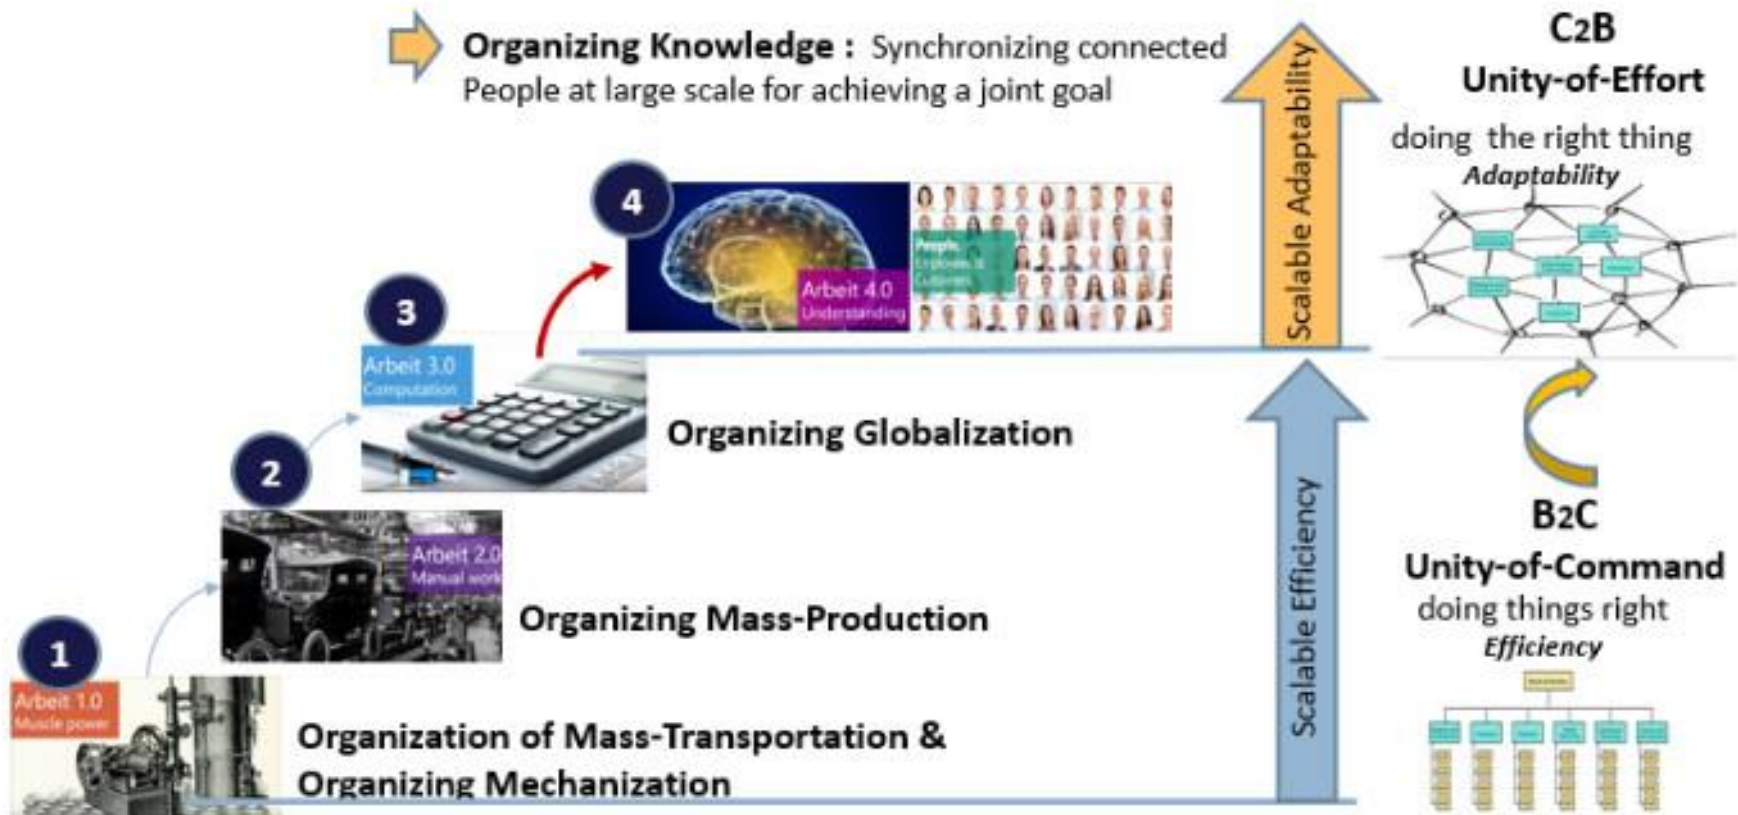 Organizing Knowledge : Synchronizing connected
People at large scale for achieving a joint goal
C2B
Unity-of-Effort
doing the right thing
Adaptability
Scalable Adaptability
4
Arbeit 4.0
Understanding
People
Employees &
Customers
3
Arbeit 3.0
Computation
Organizing Globalization
2
Arbeit 2.0
Manual work
Organizing Mass-Production
Scalable Efficiency
B2C
Unity-of-Command
doing things right
Efficiency
1
Arbeit 1.0
Muscle power
Organization of Mass-Transportation &
Organizing Mechanization